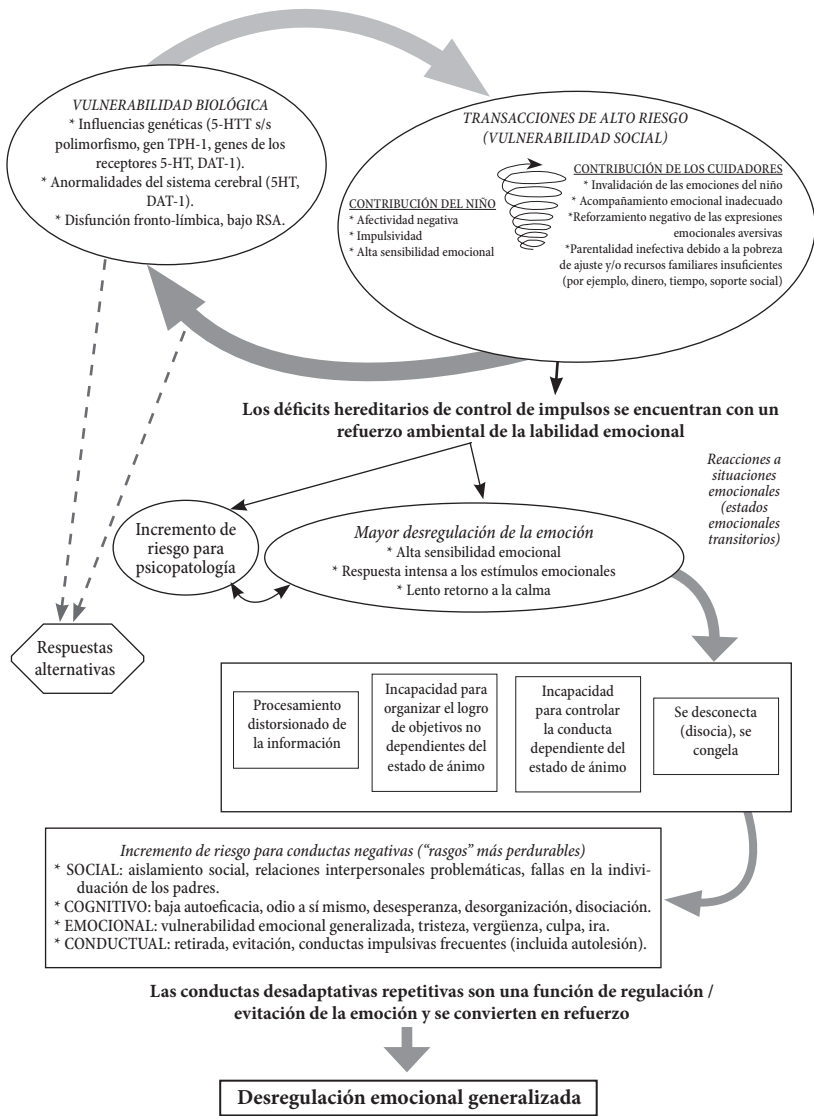 VULNERABILIDAD BIOLÓGICA
* Influencias genéticas (5-HTT s/s
polimorfismo, gen TPH-1, genes de los
receptores 5-HT, DAT-1).
* Anormalidades del sistema cerebral (5HT,
DAT-1).
* Disfunción fronto-límbica, bajo RSA.
TRANSACCIONES DE ALTO RIESGO
(VULNERABILIDAD SOCIAL)
CONTRIBUCIÓN DEL NIÑO
* Afectividad negativa
* Impulsividad
* Alta sensibilidad emocional
CONTRIBUCIÓN DE LOS CUIDADORES
* Invalidación de las emociones del niño
* Acompañamiento emocional inadecuado
*Reforzamiento negativo de las expresiones
emocionales aversivas
*Parentalidad inefectiva debido a la pobreza
de ajuste y/o recursos familiares insuficientes
(por ejemplo, dinero, tiempo, soporte social)
Los déficits hereditarios de control de impulsos se encuentran con un
refuerzo ambiental de la labilidad emocional
Reacciones a
situaciones
emocionales
(estados
emocionales
transitorios)
Incremento de
riesgo para
psicopatología
Mayor desregulación de la emoción
* Alta sensibilidad emocional
* Respuesta intensa a los estímulos emocionales
* Lento retorno a la calma
Respuestas
alternativas
Procesamiento
distorsionado de
la información
Incapacidad para
organizar el logro
de objetivos no
dependientes del
estado de ánimo
Incapacidad
para controlar
la conducta
dependiente del
estado de ánimo
Se desconecta
(disocia), se
congela
Incremento de riesgo para conductas negativas (“rasgos” más perdurables)
* SOCIAL: aislamiento social, relaciones interpersonales problemáticas, fallas en la indivi-
duación de los padres.
* COGNITIVO: baja autoeficacia, odio a sí mismo, desesperanza, desorganización, disociación.
* EMOCIONAL: vulnerabilidad emocional generalizada, tristeza, vergüenza, culpa, ira.
* CONDUCTUAL: retirada, evitación, conductas impulsivas frecuentes (incluida autolesión).
Las conductas desadaptativas repetitivas son una función de regulación /
evitación de la emoción y se convierten en refuerzo
Desregulación emocional generalizada